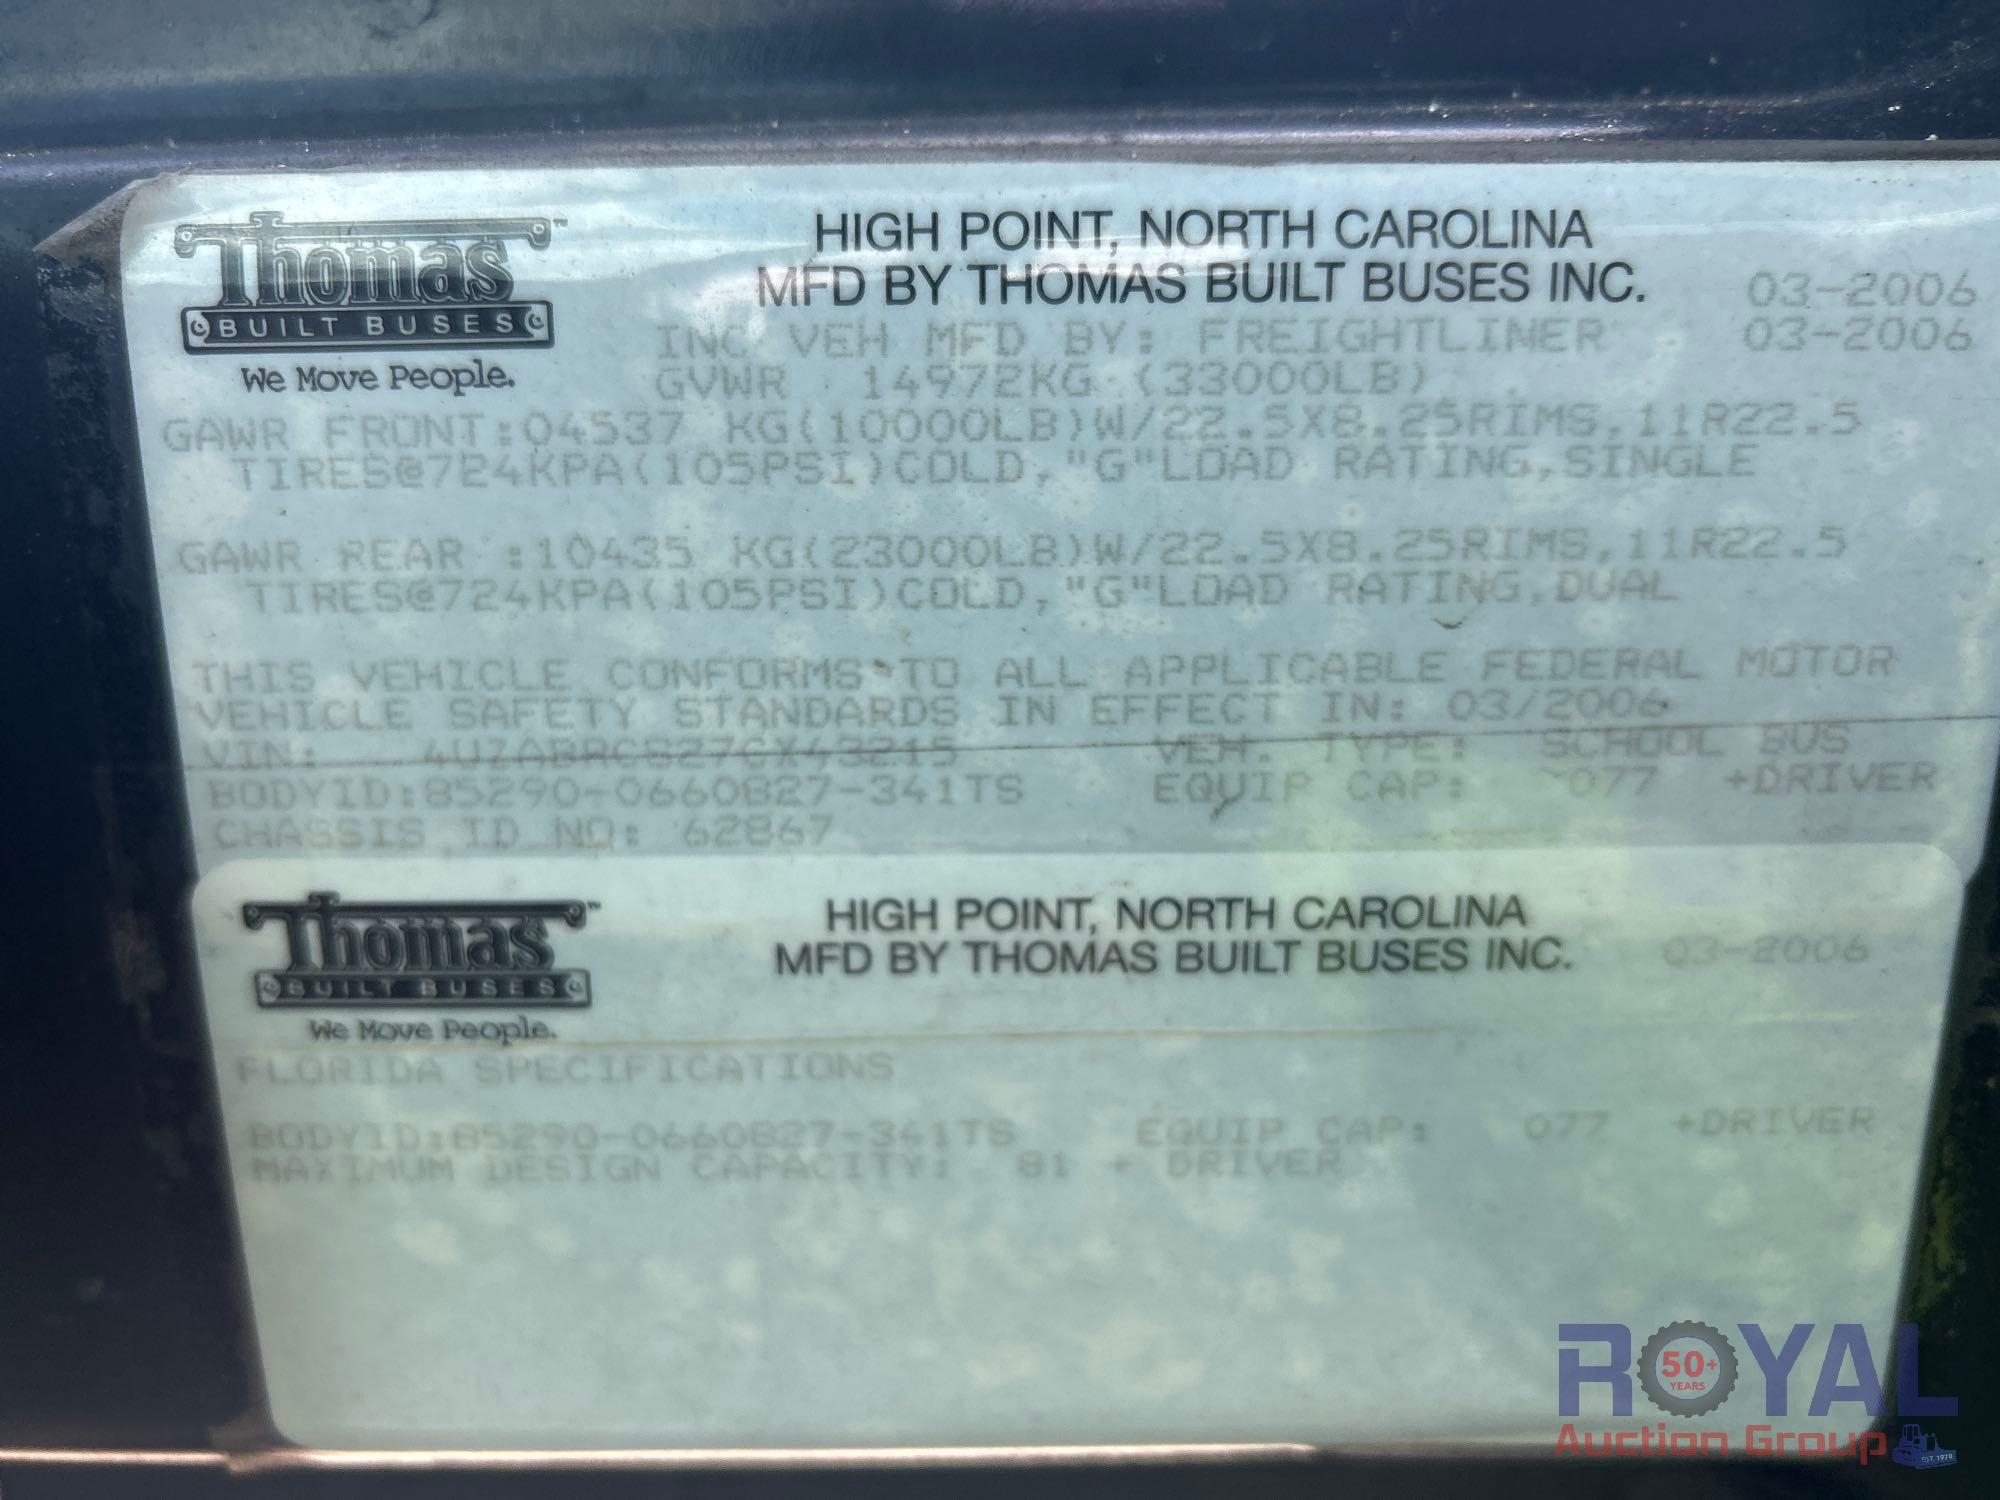 Thomas™
BUILT BUSES
We Move People.
HIGH POINT, NORTH CAROLINA
MFD BY THOMAS BUILT BUSES INC. 03-2006
INC VEH MFD BY: FREIGHTLINER 03-2006
GVWR 14972KG (33000LB)
GAWR FRONT:04537 KG(10000LB)W/22.5X8.25RIMS,11R22.5
TIRES@724KPA(105PSI)COLD,"G"LOAD RATING,SINGLE
GAWR REAR :10435 KG(23000LB)W/22.5X8.25RIMS,11R22.5
TIRES@724KPA(105PSI)COLD,"G"LOAD RATING,DUAL
THIS VEHICLE CONFORMS TO ALL APPLICABLE FEDERAL MOTOR
VEHICLE SAFETY STANDARDS IN EFFECT IN: 03/2006
VIN: VEH. TYPE: SCHOOL BUS
BODYID:85290-0660827-341TS EQUIP CAP: 077 +DRIVER
CHASSIS ID NO: 62867
Thomas™
BUILT BUSES
We Move People.
HIGH POINT, NORTH CAROLINA
MFD BY THOMAS BUILT BUSES INC. 03-2006
FLORIDA SPECIFICATIONS
BODYID:85290-0660827-341TS EQUIP CAP: 077 +DRIVER
MAXIMUM DESIGN CAPACITY: 81 + DRIVER
ROYAL
50+
YEARS
Auction Group
EST. 1970